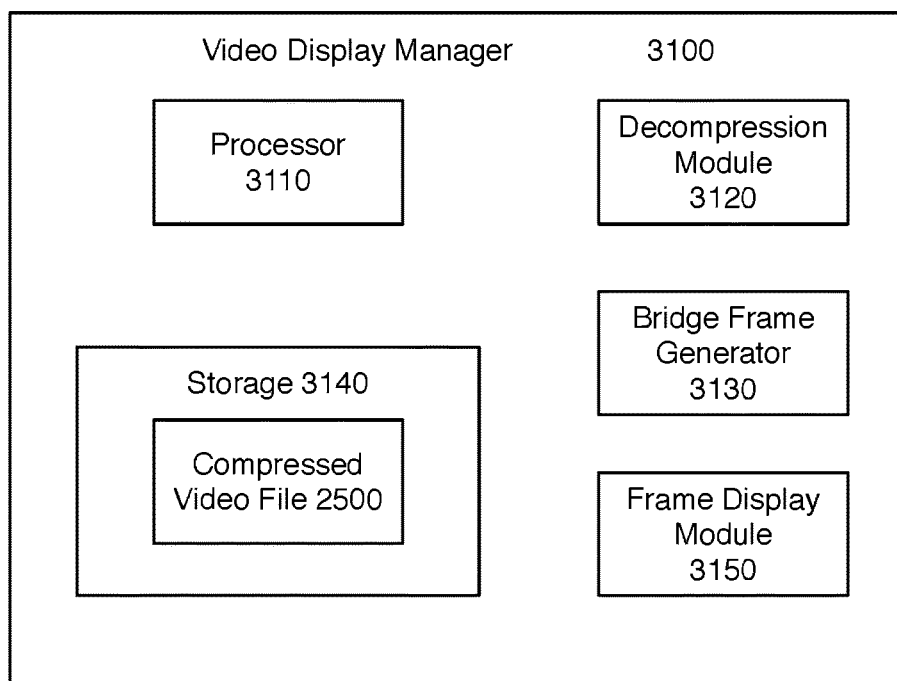 Video Display Manager 3100
Processor
3110
Decompression
Module
3120
Bridge Frame
Generator
3130
Storage 3140
Compressed
Video File 2500
Frame Display
Module
3150